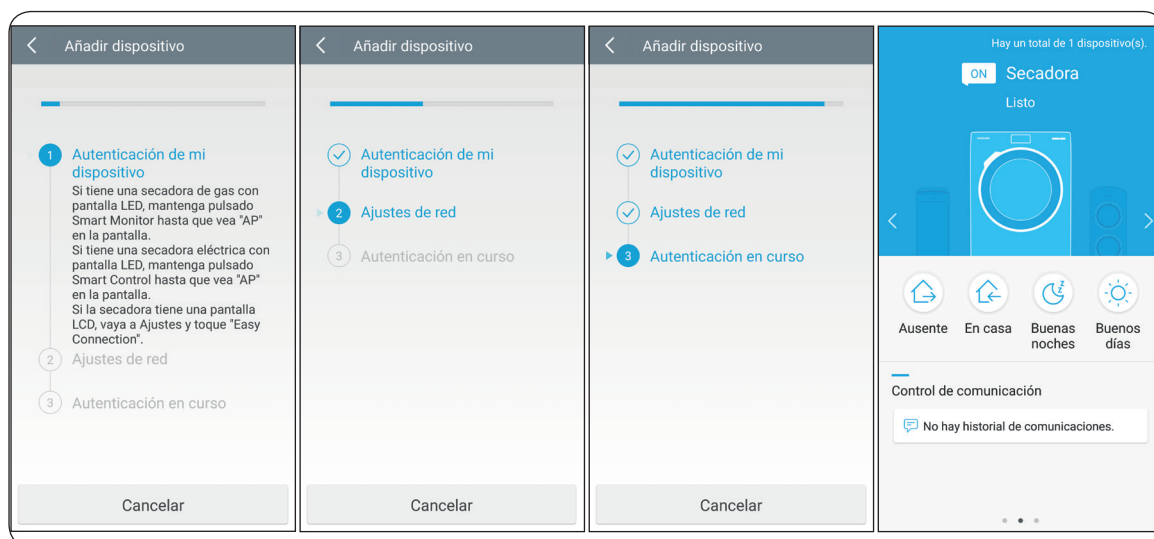 Añadir dispositivo
1 Autenticación de mi
dispositivo
Si tiene una secadora de gas con
pantalla LED, mantenga pulsado
Smart Monitor hasta que vea "AP"
en la pantalla.
Si tiene una secadora eléctrica con
pantalla LED, mantenga pulsado
Smart Control hasta que vea "AP"
en la pantalla.
Si la secadora tiene una pantalla
LCD, vaya a Ajustes y toque "Easy
Connection".
2 Ajustes de red
3 Autenticación en curso
Cancelar
Añadir dispositivo
Autenticación de mi
dispositivo
2 Ajustes de red
3 Autenticación en curso
Cancelar
Añadir dispositivo
Autenticación de mi
dispositivo
Ajustes de red
3 Autenticación en curso
Cancelar
Hay un total de 1 dispositivo(s).
ON Secadora
Listo
Ausente
En casa
Buenas
noches
Buenos
días
Control de comunicación
No hay historial de comunicaciones.